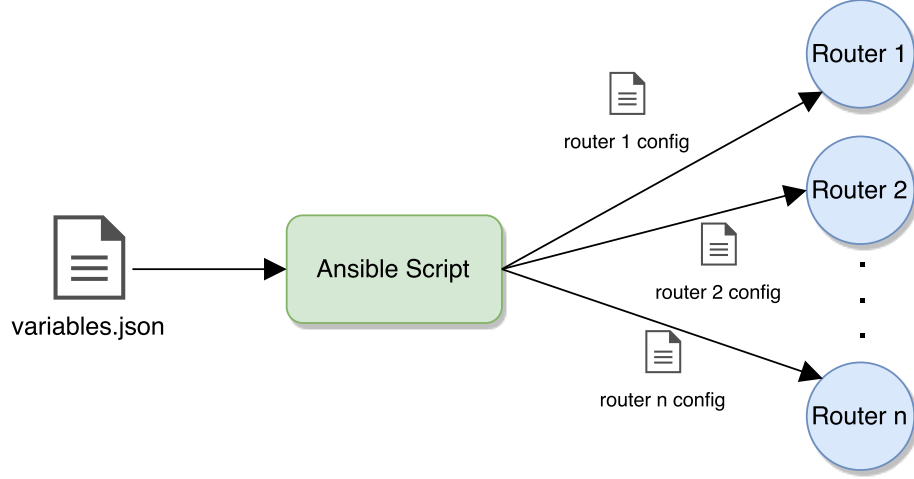 Router 1
router 1 config
Router 2
Ansible Script
router 2 config
variables.json
router n config
Router n